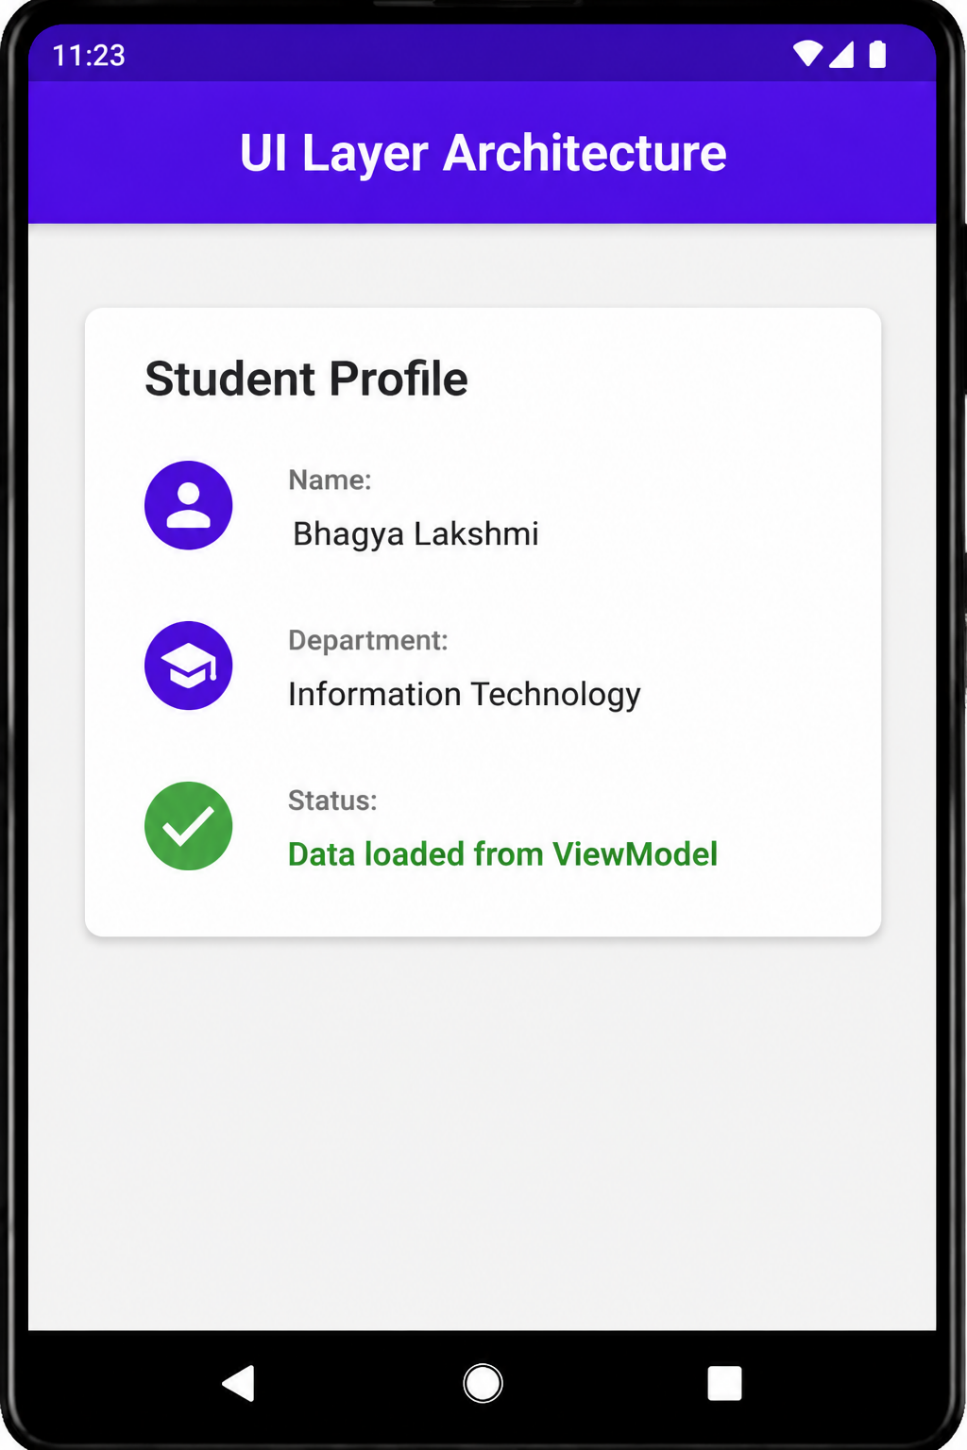 11:23
UI Layer Architecture
Student Profile
Name:
Bhagya Lakshmi
Department:
Information Technology
Status:
Data loaded from ViewModel